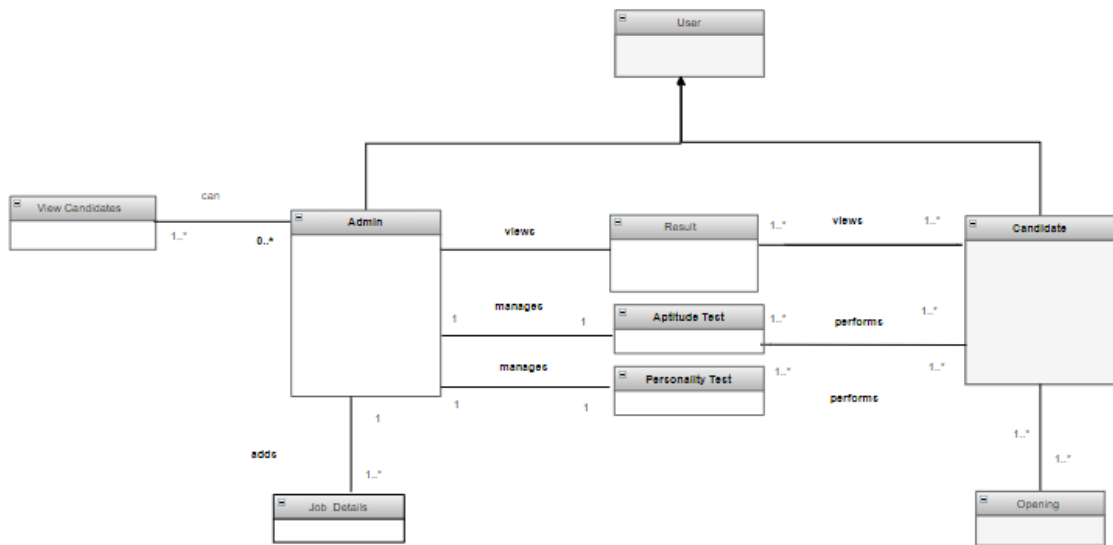 User
can
View Candidates
1..*
0..*
Admin
views
Result
1..*
views
1..*
Candidate
manages
1
1
Aptitude Test
1..*
performs
1..*
manages
1
1
Personality Test
1..*
performs
1..*
1
adds
1..*
Job Details
1..*
1..*
Opening